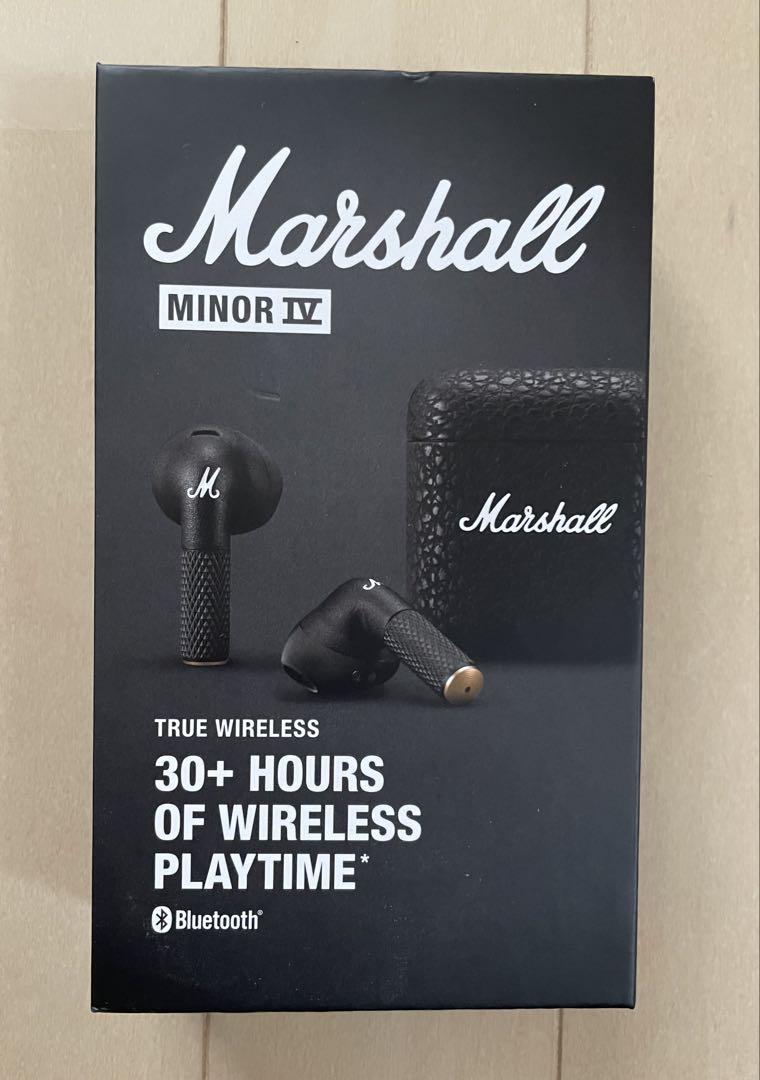 Marshall
MINOR IV
M
Marshall
TRUE WIRELESS
30+ HOURS
OF WIRELESS
PLAYTIME*
Bluetooth®